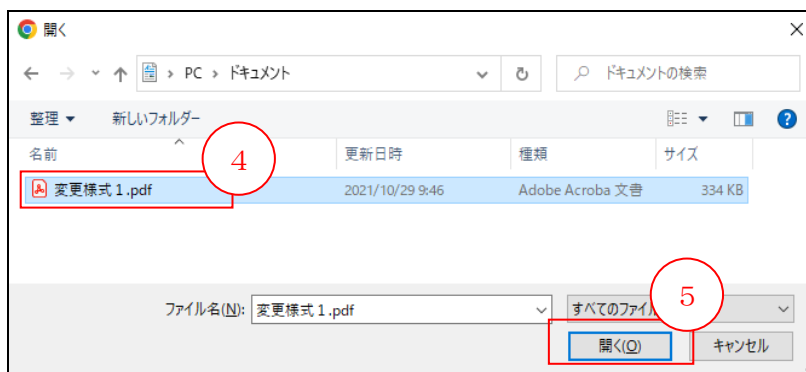 開く
PC › ドキュメント
ドキュメントの検索
整理
新しいフォルダー
?
名前
更新日時
種類
サイズ
4
変更様式１.pdf
2021/10/29 9:46
Adobe Acroba 文書
334 KB
5
ファイル名(N):
変更様式１.pdf
すべてのファイル
開く(O)
キャンセル